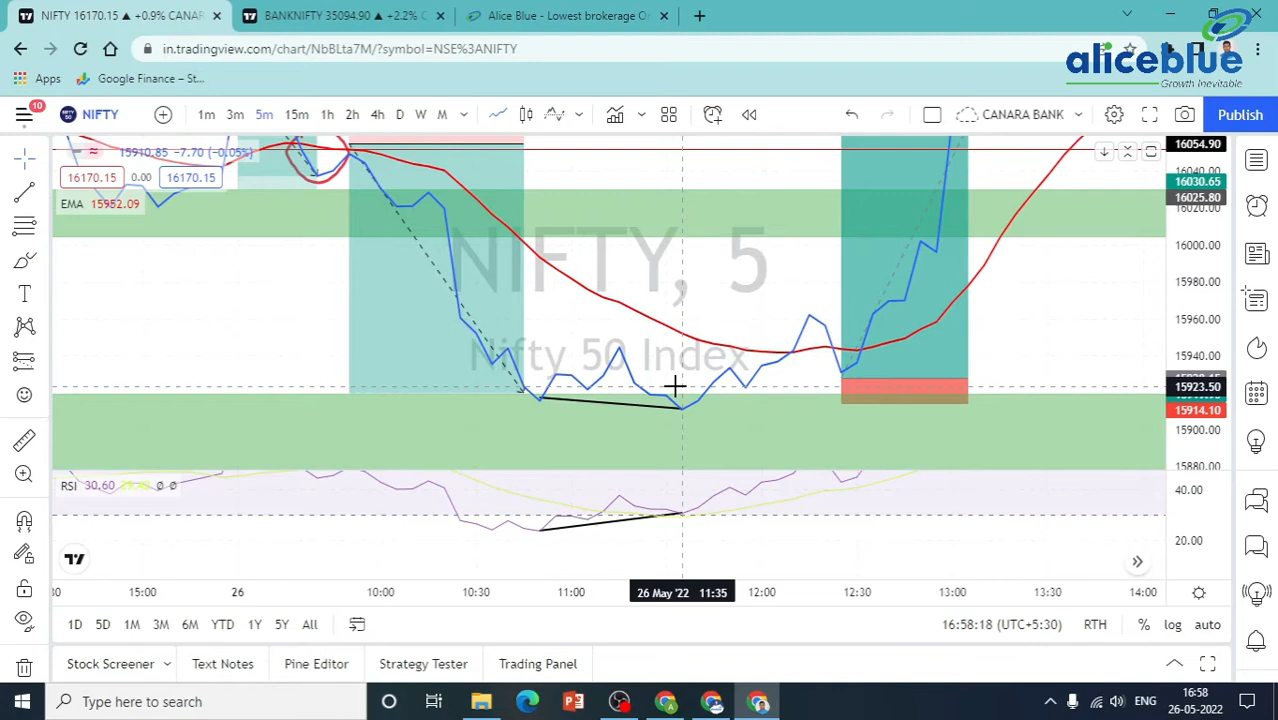 NIFTY 16170.15 ▲ +0.9% CANAR
BANKNIFTY 35094.90 ▲ +2.2% C
Alice Blue - Lowest brokerage On
in.tradingview.com/chart/NbBLta7M/?symbol=NSE%3ANIFTY
Apps
Google Finance – St...
aliceblue
Growth Inevitable
10
NIFTY
1m 3m 5m 15m 1h 2h 4h D W M
CANARA BANK
Publish
15910.85 −7.70 (−0.05%)
16170.15 0.00 16170.15
EMA 15952.09
NIFTY, 5
Nifty 50 Index
16054.90
16030.65
16025.80
16000.00
15980.00
15960.00
15940.00
15923.50
15914.10
15900.00
15880.00
RSI 30.60 Ø Ø
40.00
20.00
15:00 26 10:00 10:30 11:00 26 May '22 11:35 12:00 12:30 13:00 13:30 14:00
1D 5D 1M 3M 6M YTD 1Y 5Y All
16:58:18 (UTC+5:30) RTH % log auto
Stock Screener Text Notes Pine Editor Strategy Tester Trading Panel
Type here to search
ENG
16:58
26-05-2022